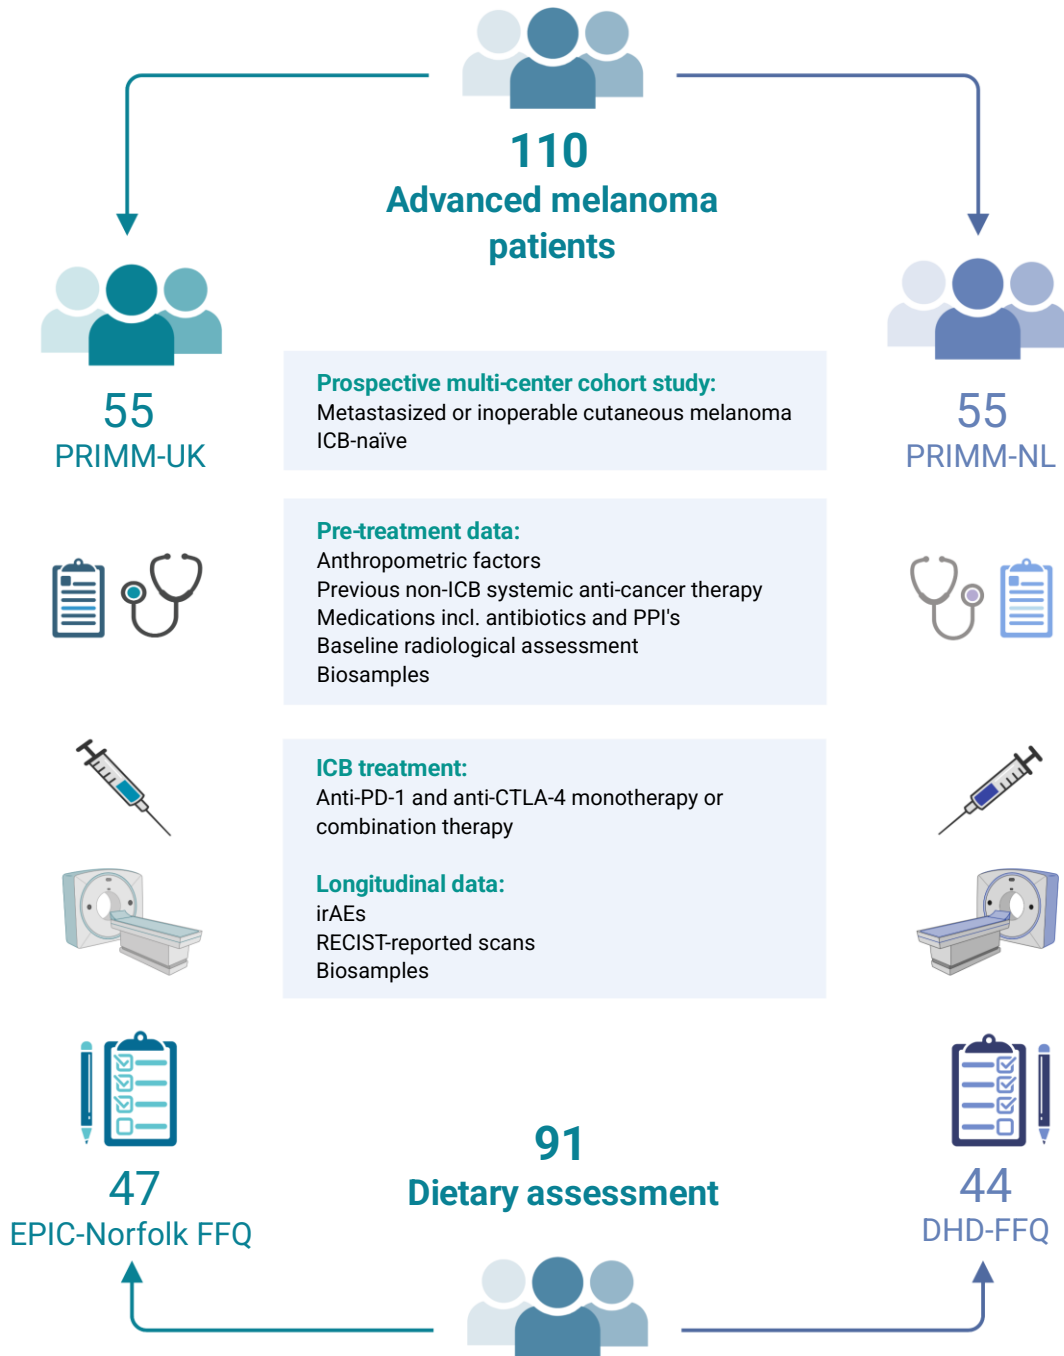 110
Advanced melanoma
patients
55
PRIMM-UK
55
PRIMM-NL
Prospective multi-center cohort study:
Metastasized or inoperable cutaneous melanoma
ICB-naïve
Pre-treatment data:
Anthropometric factors
Previous non-ICB systemic anti-cancer therapy
Medications incl. antibiotics and PPI's
Baseline radiological assessment
Biosamples
ICB treatment:
Anti-PD-1 and anti-CTLA-4 monotherapy or
combination therapy
Longitudinal data:
irAEs
RECIST-reported scans
Biosamples
91
Dietary assessment
47
EPIC-Norfolk FFQ
44
DHD-FFQ